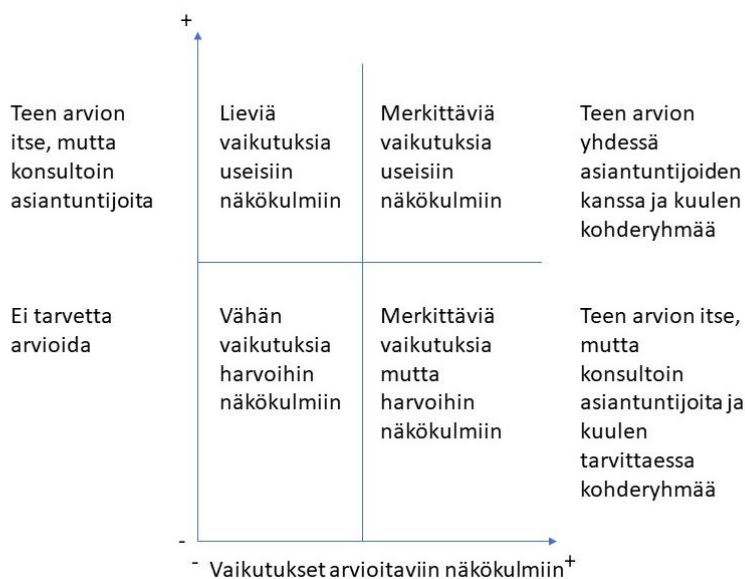 +
Teen arvion
itse, mutta
konsultoin
asiantuntijoita
Lieviä
vaikutuksia
useisiin
näkökulmiin
Merkittäviä
vaikutuksia
useisiin
näkökulmiin
Teen arvion
yhdessä
asiantuntijoiden
kanssa ja kuulen
kohderyhmää
Ei tarvetta
arvioida
Vähän
vaikutuksia
harvoihin
näkökulmiin
Merkittäviä
vaikutuksia
mutta
harvoihin
näkökulmiin
Teen arvion itse,
mutta
konsultoin
asiantuntijoita ja
kuulen
tarvittaessa
kohderyhmää
-
- Vaikutukset arvioitaviin näkökulmiin +